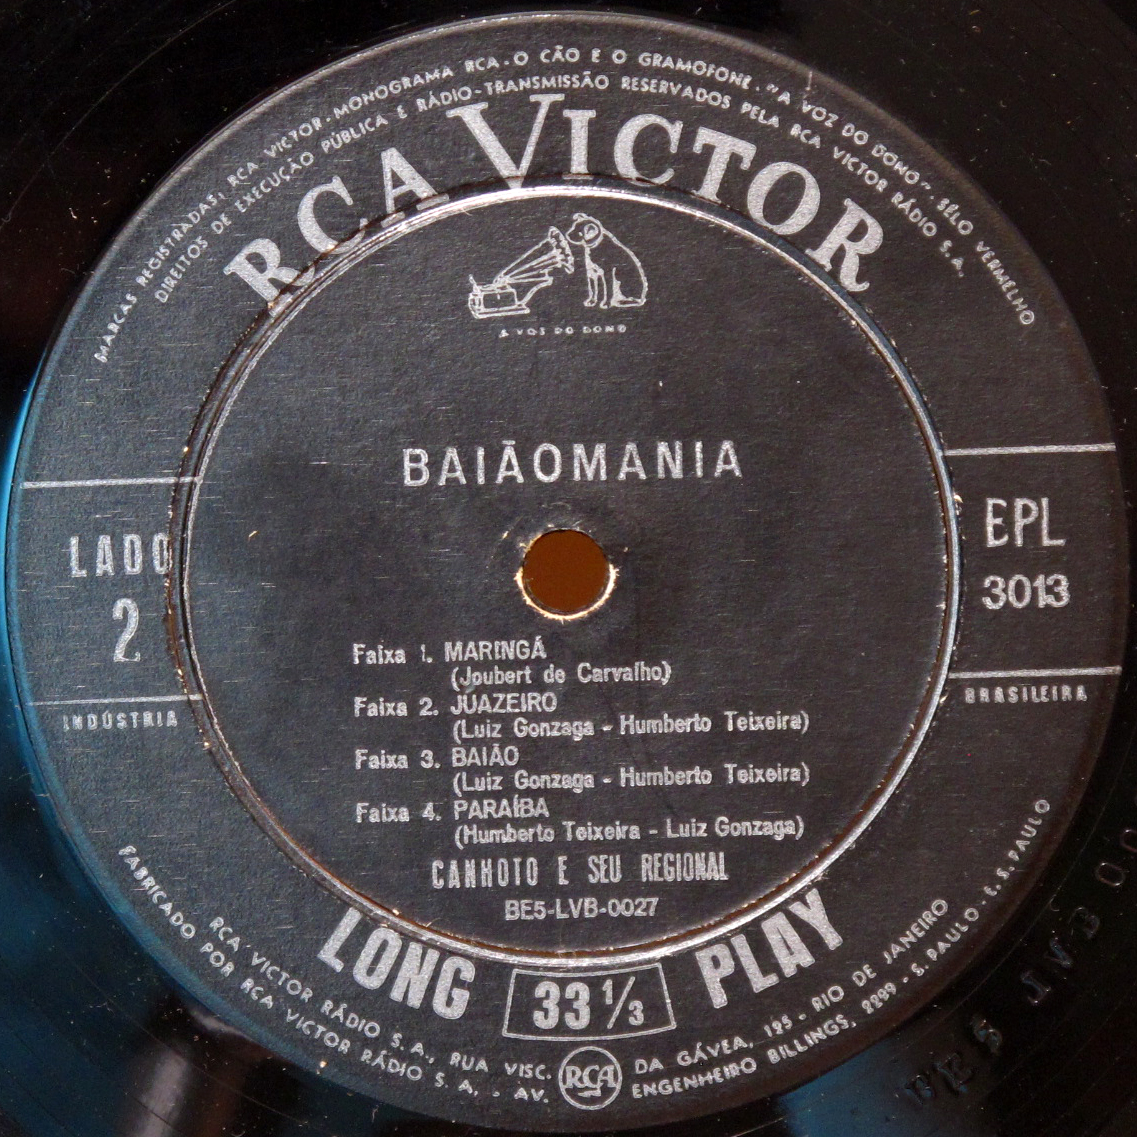 MARCAS REGISTRADAS, RCA VICTOR - MONOGRAMA RCA - O CÃO E O GRAMOFONE - "A VOZ DO DONO" - SELO VERMELHO
DIREITOS DE EXECUÇÃO PÚBLICA E RÁDIO-TRANSMISSÃO RESERVADOS PELA RCA VICTOR RÁDIO S.A.
RCA VICTOR
A VOZ DO DONO
BAIÃOMANIA
LADO
2
EPL
3013
INDÚSTRIA
BRASILEIRA
Faixa 1. MARINGÁ
(Joubert de Carvalho)
Faixa 2. JUAZEIRO
(Luiz Gonzaga - Humberto Teixeira)
Faixa 3. BAIÃO
(Luiz Gonzaga - Humberto Teixeira)
Faixa 4. PARAÍBA
(Humberto Teixeira - Luiz Gonzaga)
CANHOTO E SEU REGIONAL
BE5-LVB-0027
LONG PLAY
33 1/3
RCA VICTOR RÁDIO S. A., RUA VISC. DA GÁVEA, 195 - RIO DE JANEIRO
FABRICADO POR RCA VICTOR RÁDIO S. A. - AV. ENGENHEIRO BILLINGS, 2299 - S. PAULO - E. S. PAULO
RCA